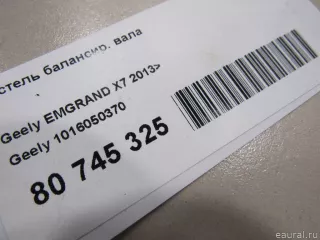 стель балансир. вала
Geely EMGRAND X7 2013>
Geely 1016050370
80 745 325
eaural.ru